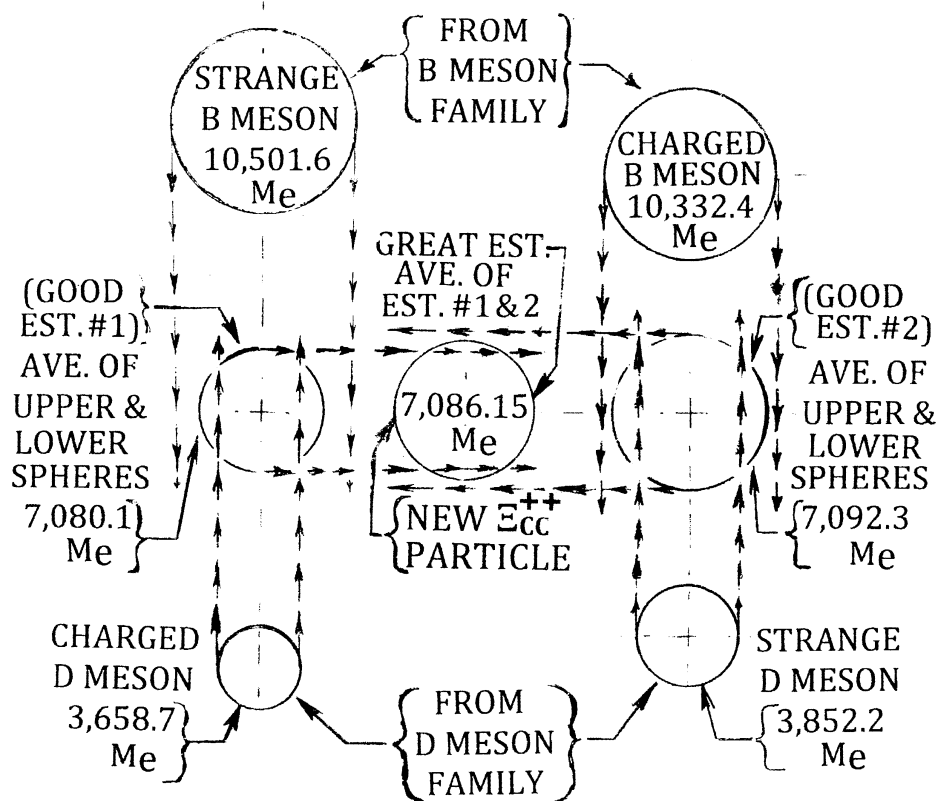 FROM
B MESON
FAMILY
STRANGE
B MESON
10,501.6
Me
CHARGED
B MESON
10,332.4
Me
GREAT EST.
AVE. OF
EST. #1&2
(GOOD
EST. #1)
AVE. OF
UPPER &
LOWER
SPHERES
7,080.1
Me
7,086.15
Me
NEW Ξcc++
PARTICLE
(GOOD
EST.#2)
AVE. OF
UPPER &
LOWER
SPHERES
7,092.3
Me
CHARGED
D MESON
3,658.7
Me
FROM
D MESON
FAMILY
STRANGE
D MESON
3,852.2
Me